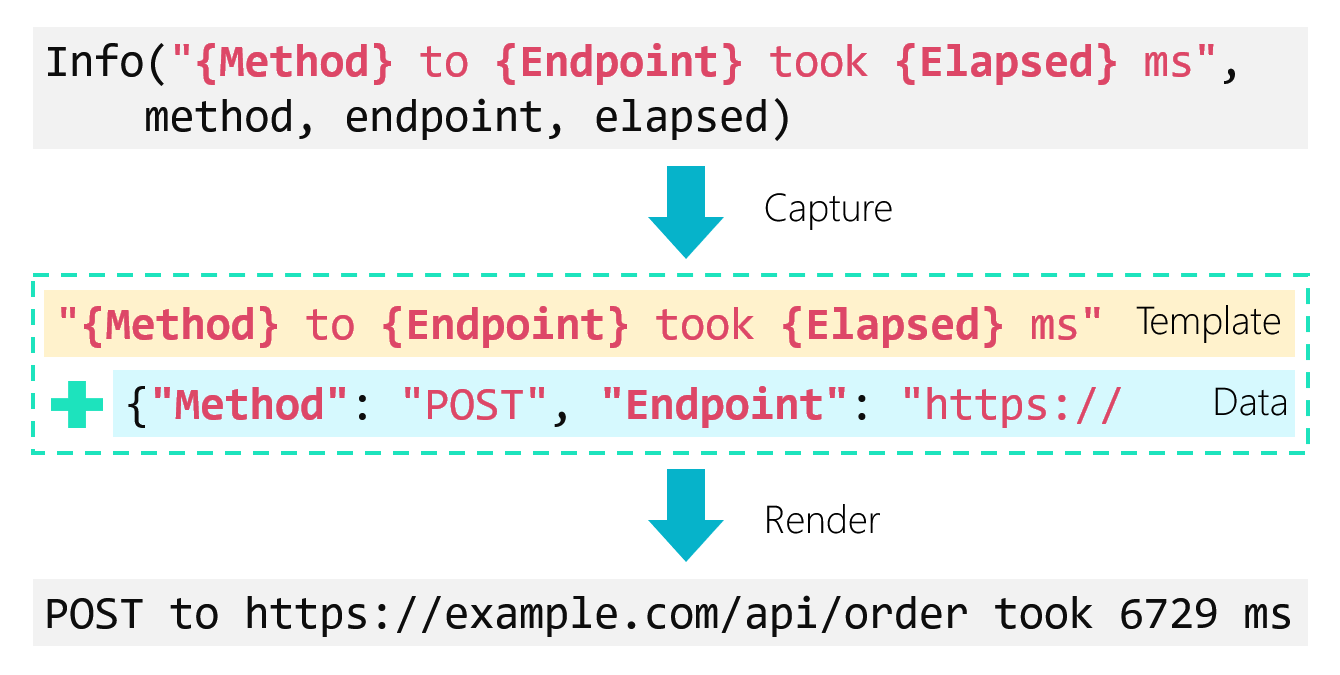 Info("{Method} to {Endpoint} took {Elapsed} ms",
method, endpoint, elapsed)
Capture
"{Method} to {Endpoint} took {Elapsed} ms" Template
{"Method": "POST", "Endpoint": "https:// Data
Render
POST to https://example.com/api/order took 6729 ms